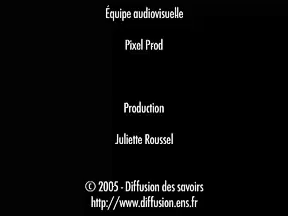 Équipe audiovisuelle
Pixel Prod
Production
Juliette Roussel
© 2005 - Diffusion des savoirs
http://www.diffusion.ens.fr